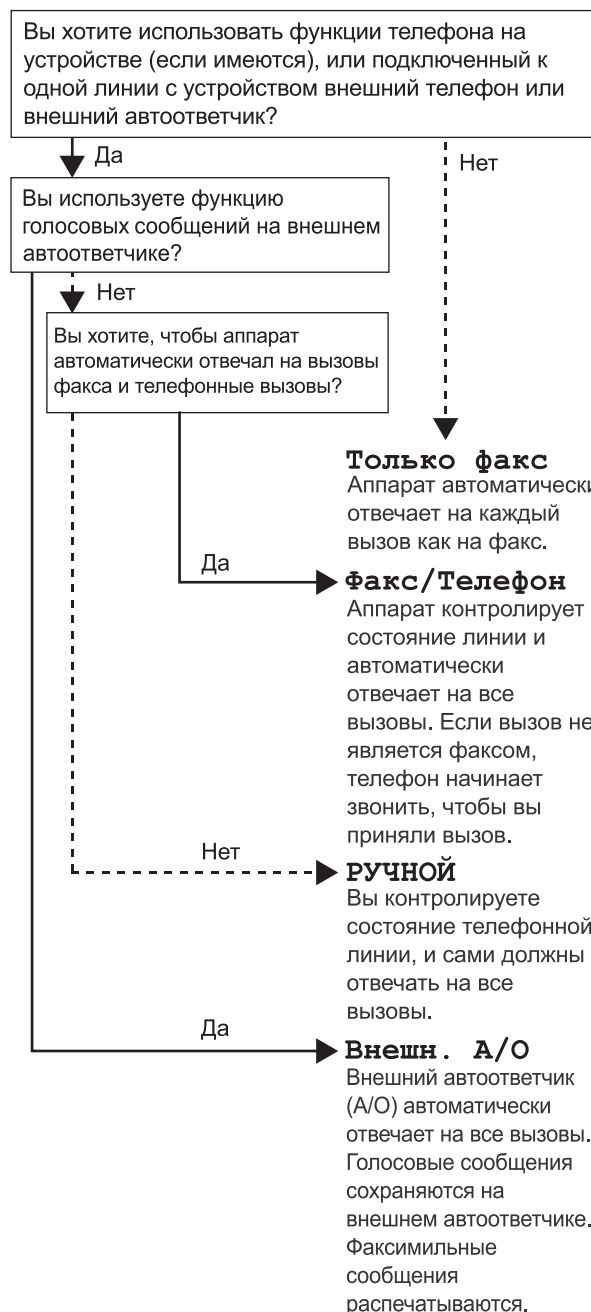 Вы хотите использовать функции телефона на
устройстве (если имеются), или подключенный к
одной линии с устройством внешний телефон или
внешний автоответчик?
Да
Нет
Вы используете функцию
голосовых сообщений на внешнем
автоответчике?
Нет
Вы хотите, чтобы аппарат
автоматически отвечал на вызовы
факса и телефонные вызовы?
Только факс
Аппарат автоматически
отвечает на каждый
вызов как на факс.
Да
Факс/Телефон
Аппарат контролирует
состояние линии и
автоматически
отвечает на все
вызовы. Если вызов не
является факсом,
телефон начинает
звонить, чтобы вы
приняли вызов.
Нет
РУЧНОЙ
Вы контролируете
состояние телефонной
линии, и сами должны
отвечать на все
вызовы.
Да
Внешн. А/О
Внешний автоответчик
(А/О) автоматически
отвечает на все вызовы.
Голосовые сообщения
сохраняются на
внешнем автоответчике.
Факсимильные
сообщения
распечатываются.